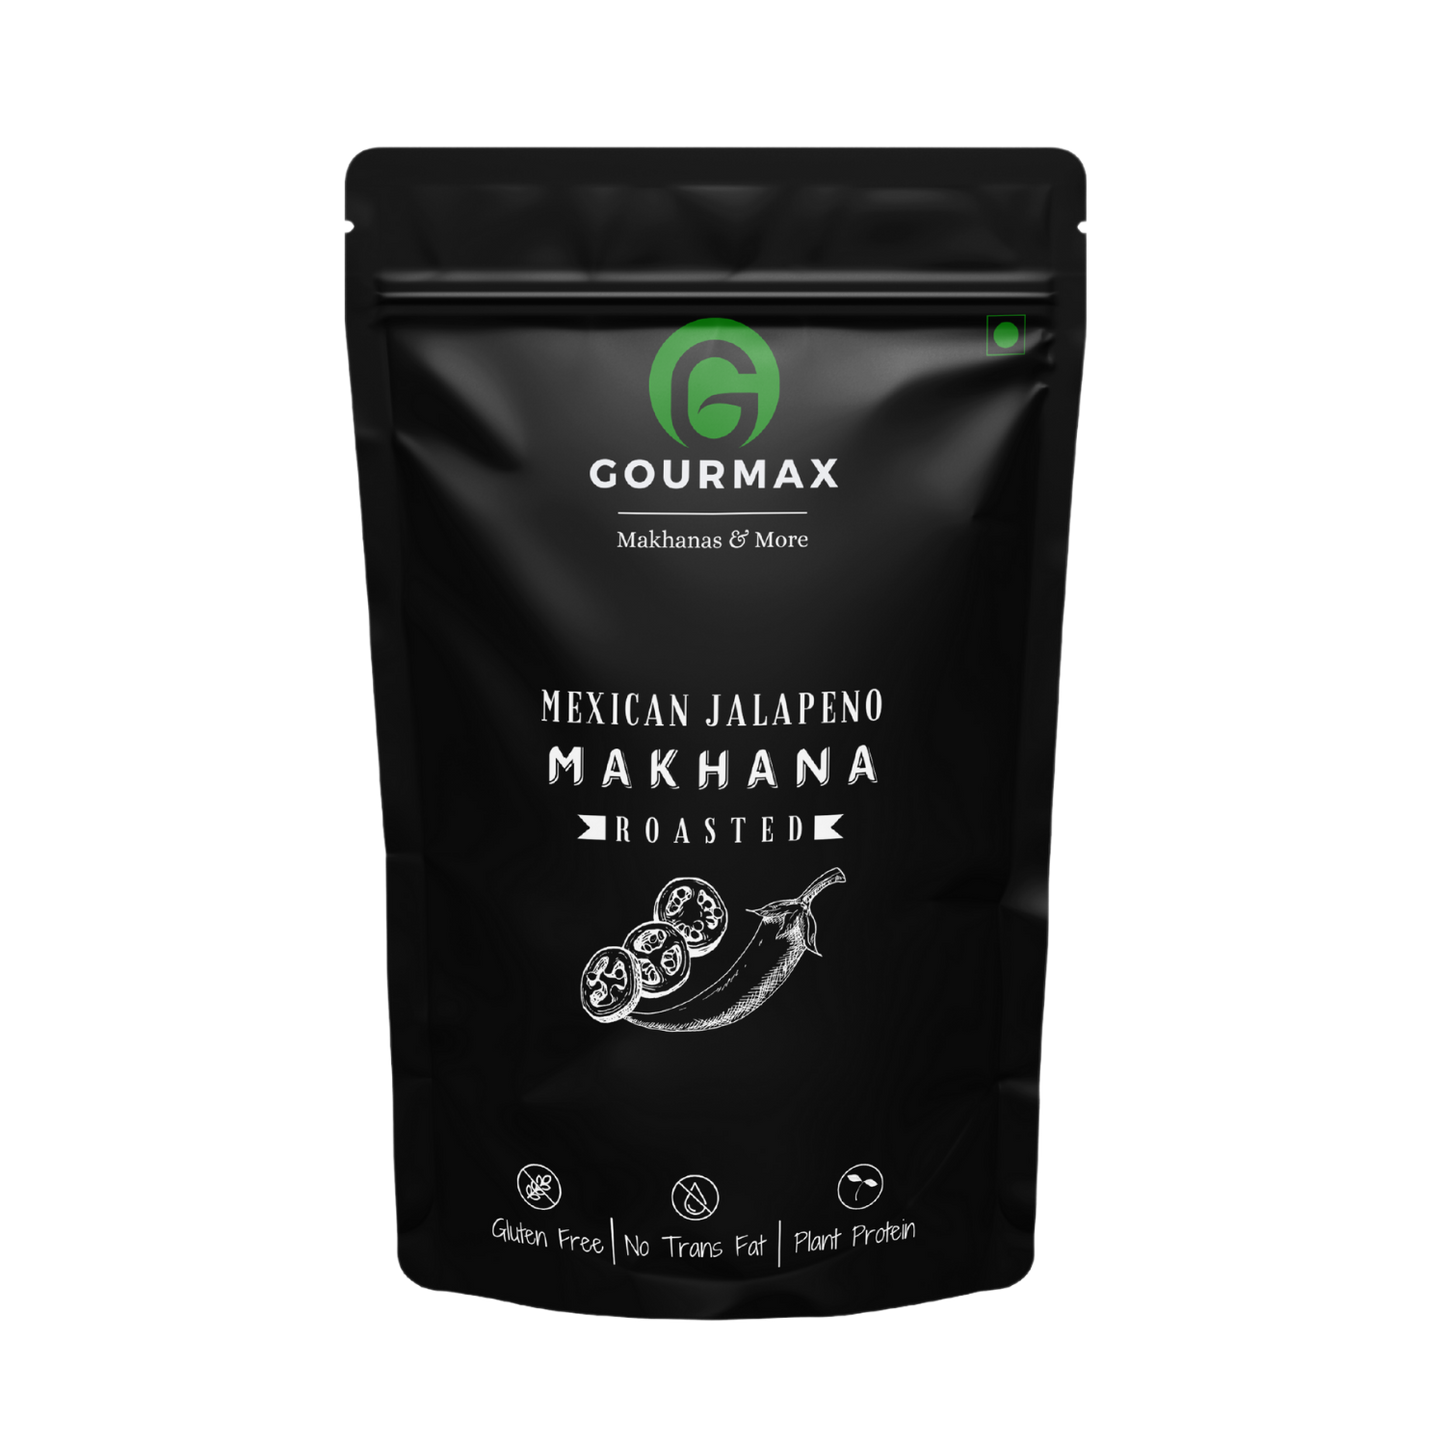 GOURMAX
Makhanas & More
MEXICAN JALAPENO
MAKHANA
ROASTED
Gluten Free | No Trans Fat | Plant Protein